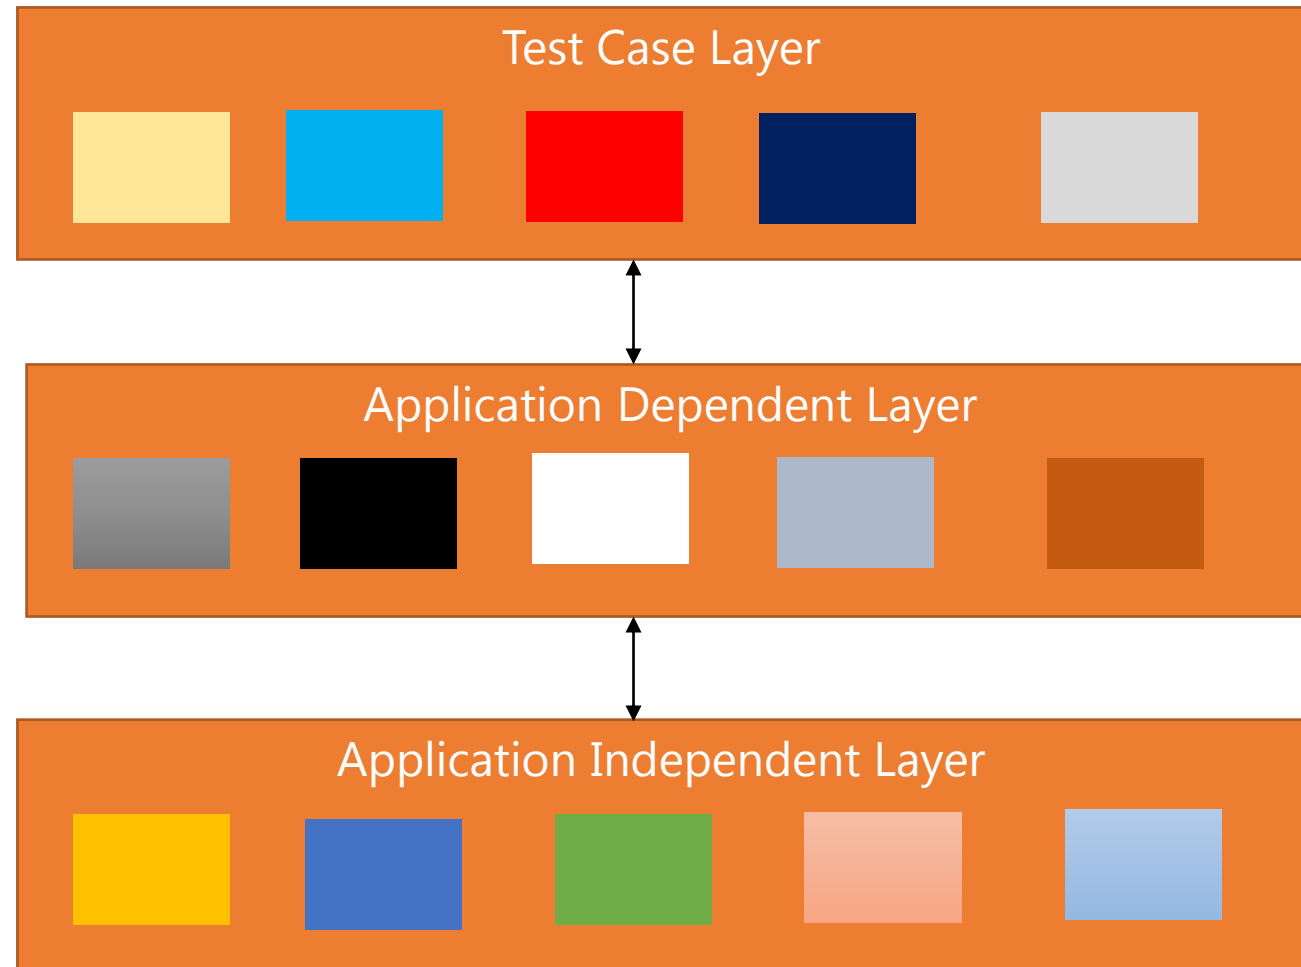 Test Case Layer
Application Dependent Layer
Application Independent Layer